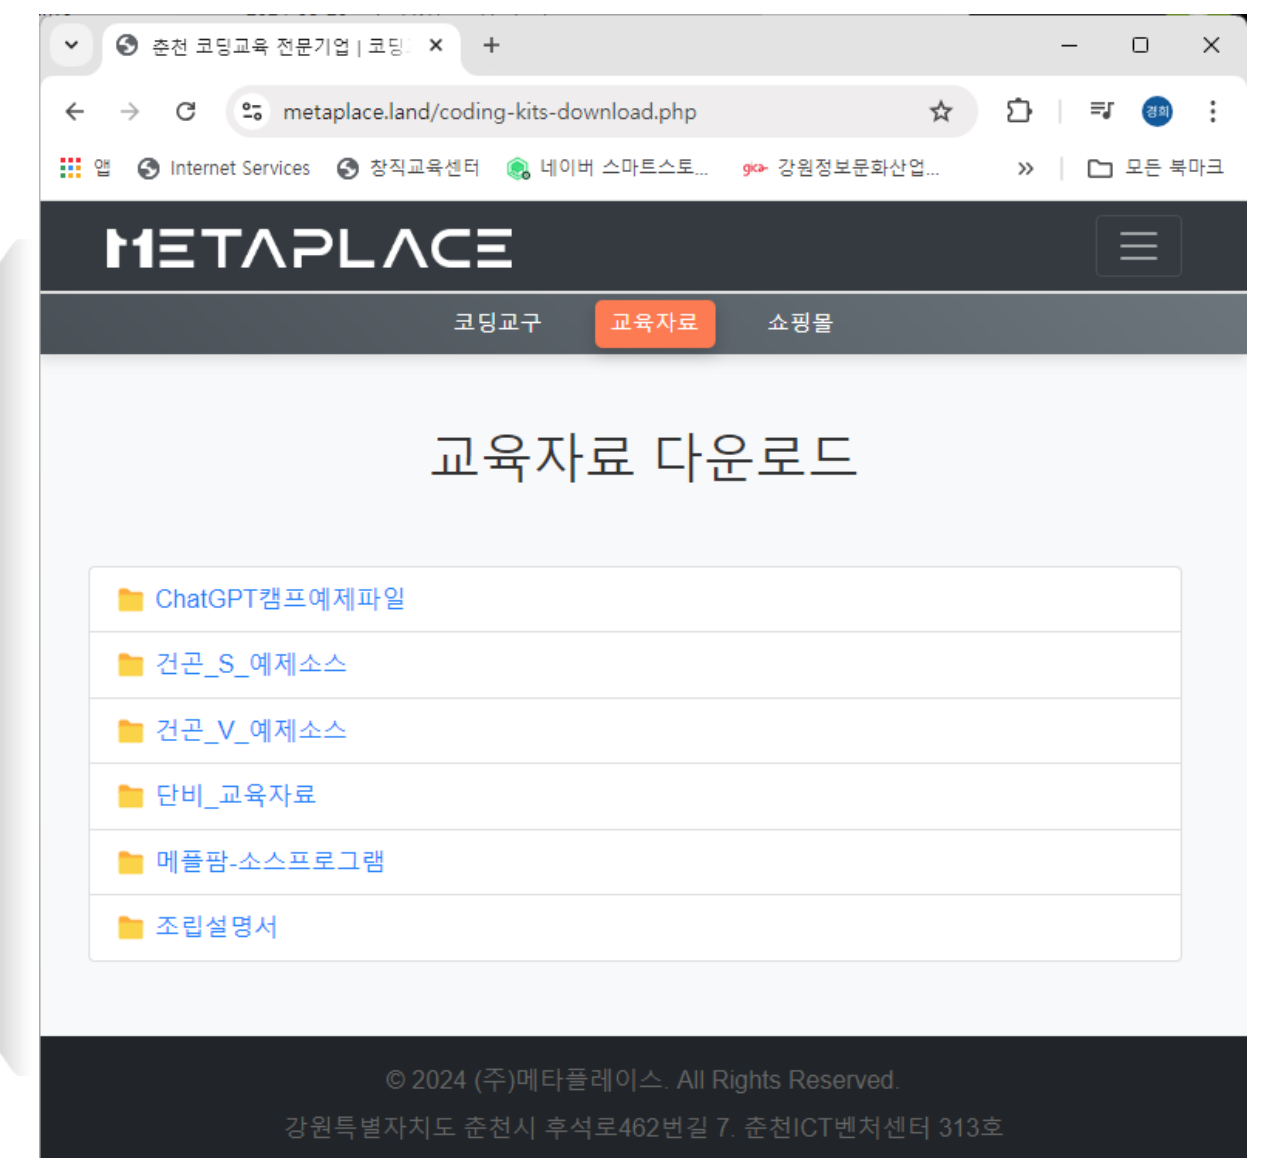 춘천 코딩교육 전문기업 | 코딩
metaplace.land/coding-kits-download.php
경희
앱 Internet Services 창직교육센터 네이버 스마트스토... gica 강원정보문화산업... » 모든 북마크
METAPLACE
코딩교구 교육자료 쇼핑몰
교육자료 다운로드
ChatGPT캠프예제파일
건곤_S_예제소스
건곤_V_예제소스
단비_교육자료
메플팜-소스프로그램
조립설명서
© 2024 (주)메타플레이스. All Rights Reserved.
강원특별자치도 춘천시 후석로462번길 7. 춘천ICT벤처센터 313호